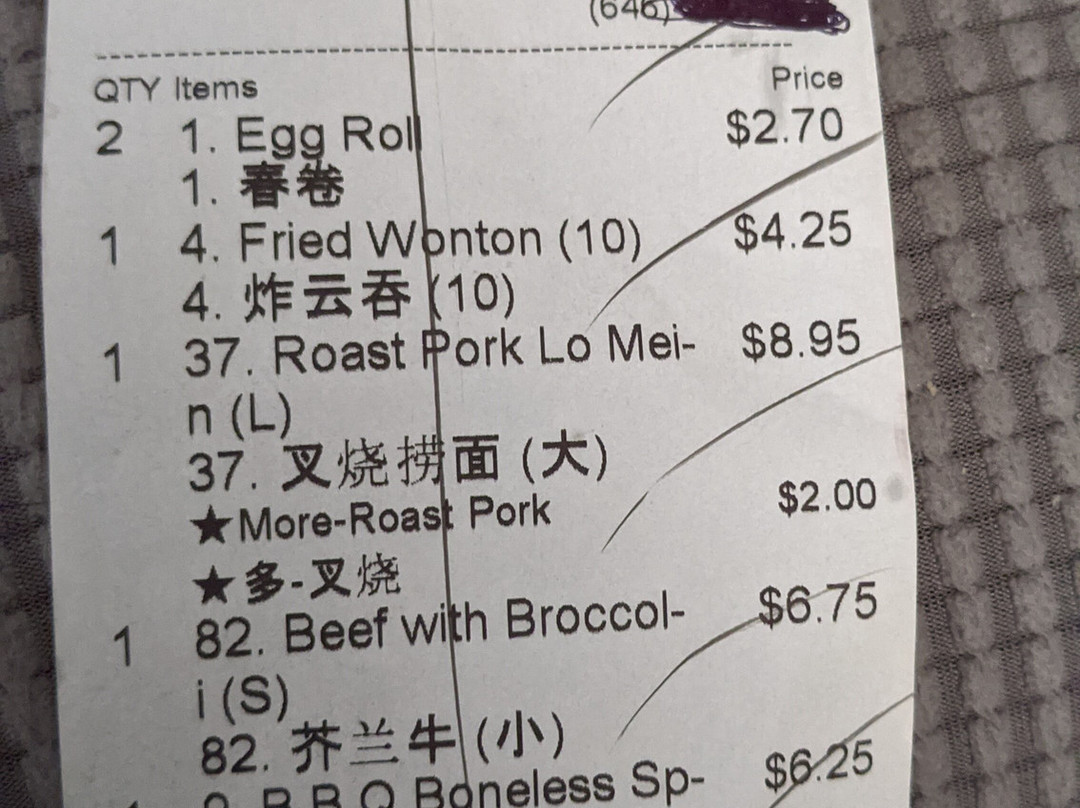 (646)
QTY Items Price
2 1. Egg Roll $2.70
1. 春卷
1 4. Fried Wonton (10) $4.25
4. 炸云吞 (10)
1 37. Roast Pork Lo Mei- $8.95
n (L)
37. 叉烧捞面 (大)
★More-Roast Pork $2.00
★多-叉烧
1 82. Beef with Broccol- $6.75
i (S)
82. 芥兰牛 (小)
B.B.Q Boneless Sp- $6.25